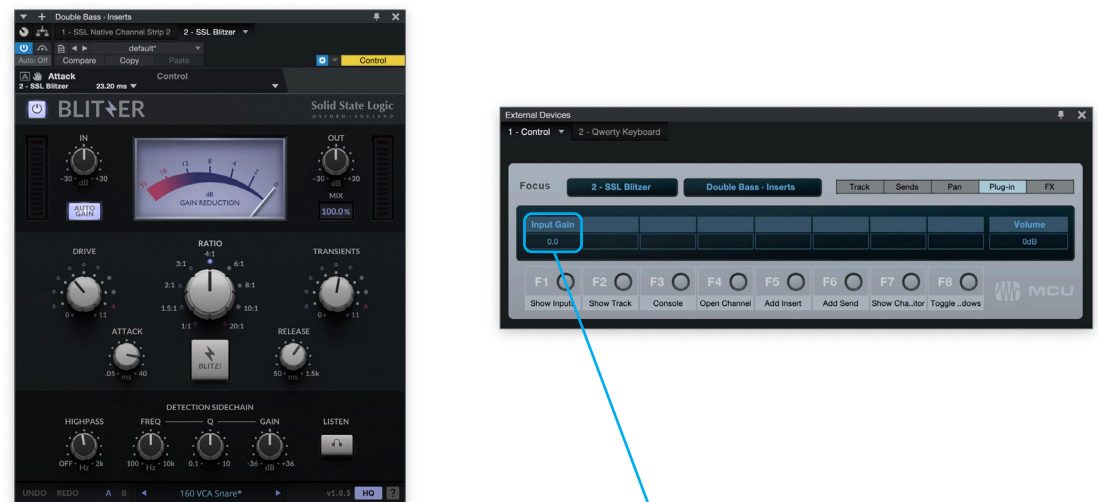 Double Bass - Inserts
1 - SSL Native Channel Strip 2 2 - SSL Blitzer
default*
Auto: Off Compare Copy Paste Control
A Attack Control
2 - SSL Blitzer 23.20 ms
BLITZER Solid State Logic
OXFORD • ENGLAND
IN OUT
-30 dB +30 -30 dB +30
32 16 12 8 4 2 0
dB
GAIN REDUCTION
AUTO GAIN
MIX
100.0%
DRIVE RATIO TRANSIENTS
4:1
3:1 6:1
2:1 8:1
1.5:1 10:1
1:1 20:1
0 11 0 11
ATTACK RELEASE
BLITZ!
.05 ms 40 50 ms 1.5k
DETECTION SIDECHAIN
HIGHPASS FREQ Q GAIN LISTEN
OFF Hz 2k 100 Hz 10k 0.1 10 -36 dB +36
UNDO REDO A B 160 VCA Snare* v1.0.5 HQ ?
External Devices
1 - Control 2 - Qwerty Keyboard
Focus 2 - SSL Blitzer Double Bass - Inserts Track Sends Pan Plug-in FX
Input Gain Volume
0.0 0dB
F1 F2 F3 F4 F5 F6 F7 F8 MCU
Show Inputs Show Track Console Open Channel Add Insert Add Send Show Cha..itor Toggle ..dows